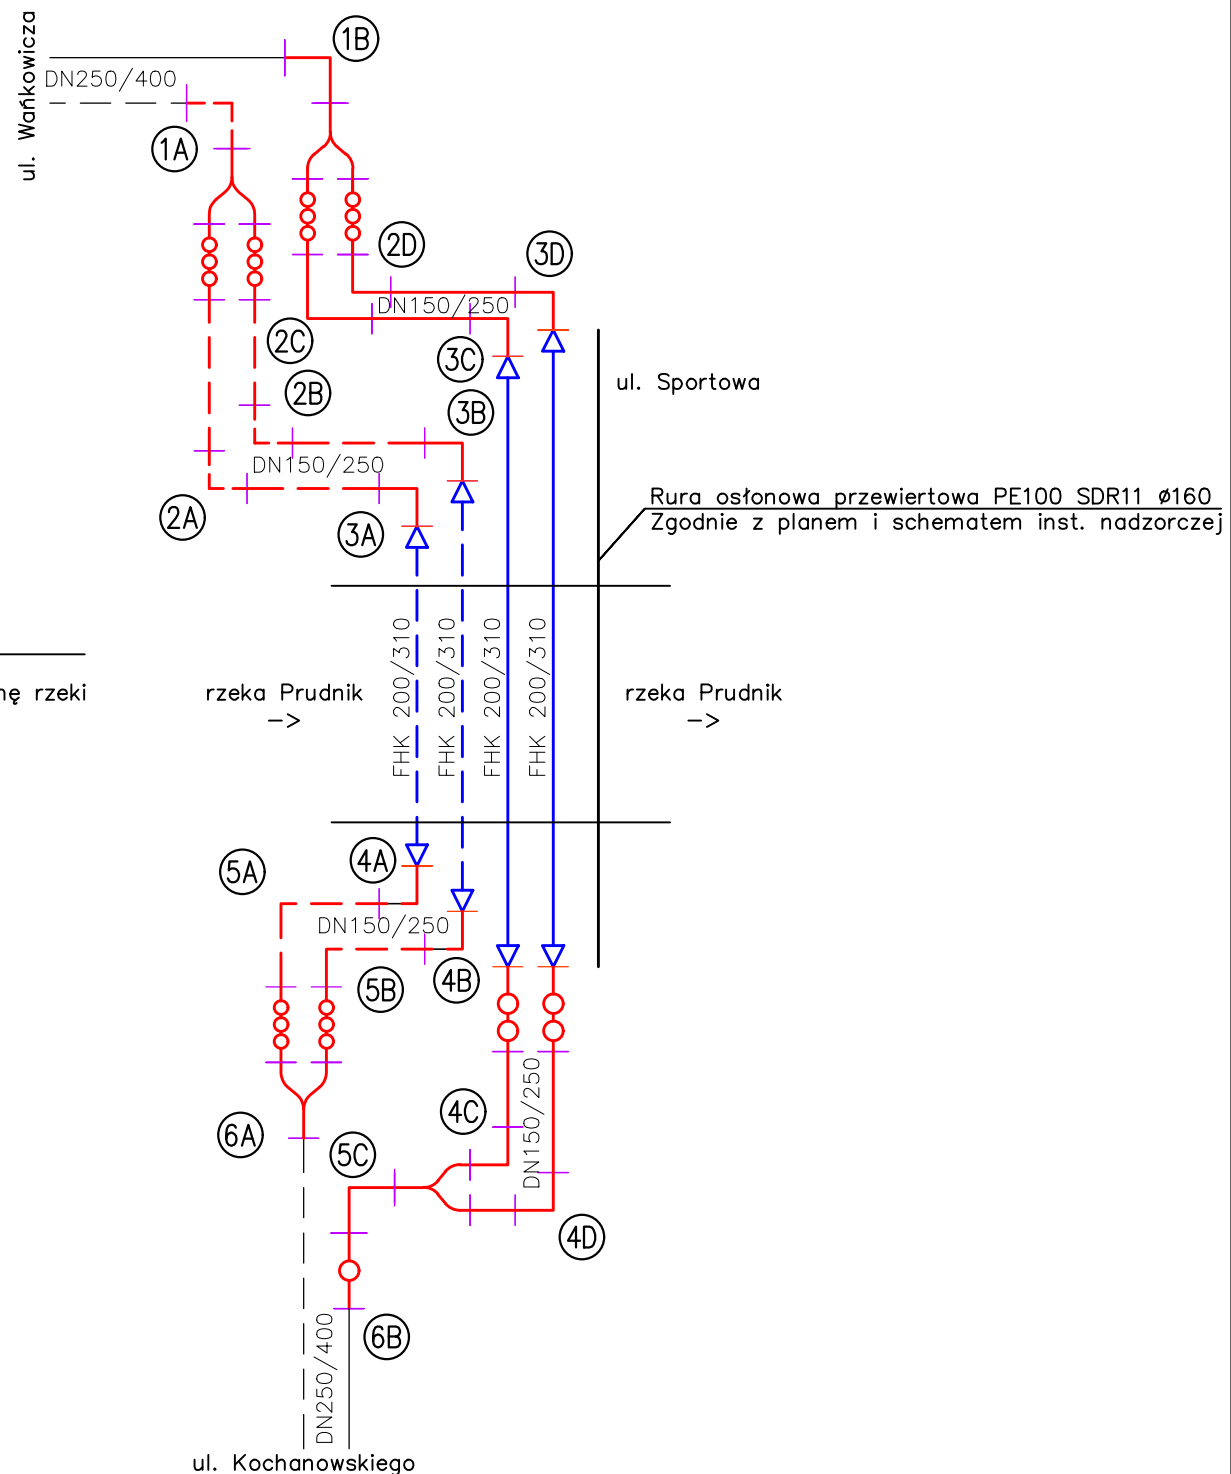 ul. Wańkowicza
1B
DN250/400
1A
2D
3D
DN150/250
2C
3C
ul. Sportowa
2B
3B
DN150/250
2A
3A
Rura osłonowa przewiertowa PE100 SDR11 ø160
Zgodnie z planem i schematem inst. nadzorczej
FHK 200/310
FHK 200/310
FHK 200/310
FHK 200/310
nę rzeki
rzeka Prudnik
->
rzeka Prudnik
->
4A
5A
DN150/250
5B
4B
4C
DN150/250
6A
5C
4D
6B
DN250/400
ul. Kochanowskiego